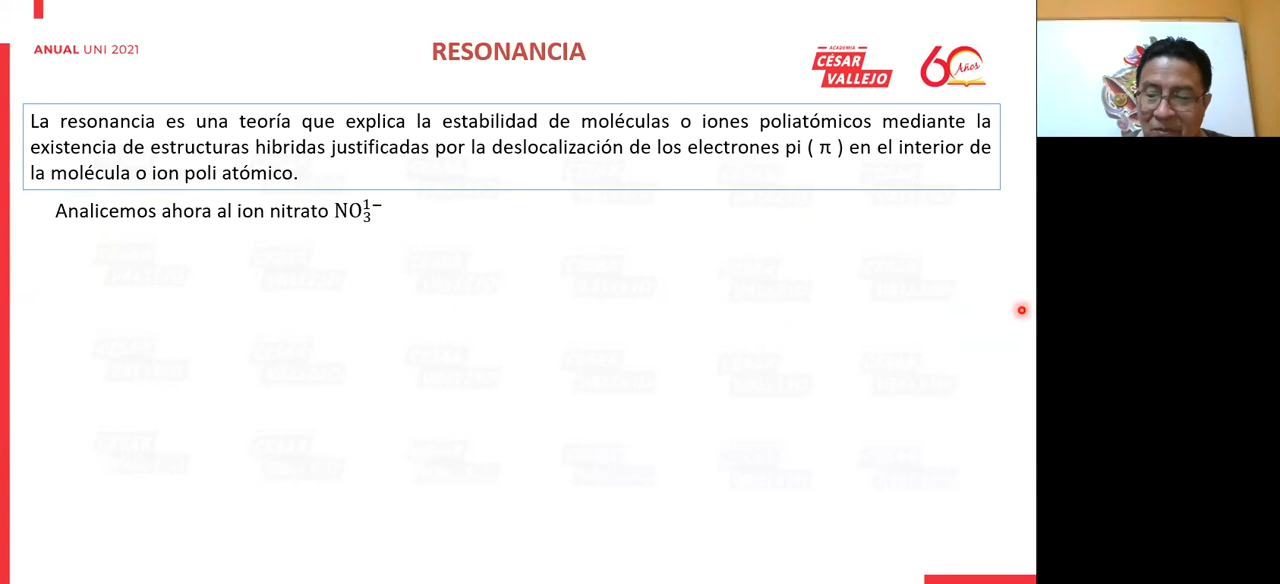 ANUAL UNI 2021
RESONANCIA
ACADEMIA
CÉSAR
VALLEJO
60
Años
La resonancia es una teoría que explica la estabilidad de moléculas o iones poliatómicos mediante la
existencia de estructuras hibridas justificadas por la deslocalización de los electrones pi ( π ) en el interior de
la molécula o ion poli atómico.
Analicemos ahora al ion nitrato NO₃¹⁻